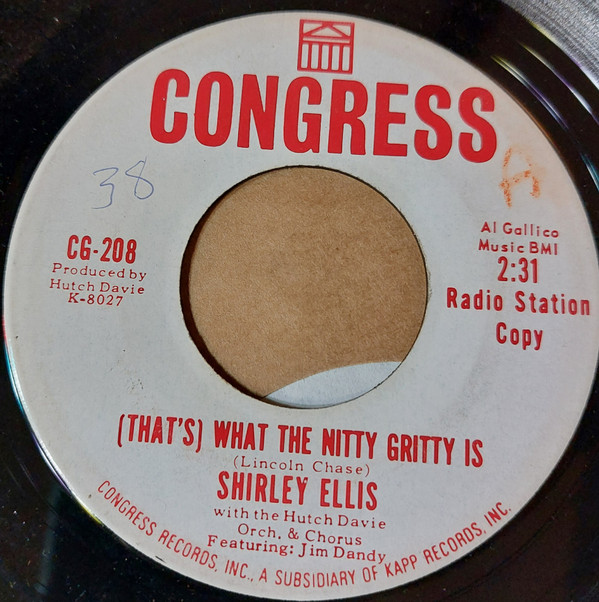 CONGRESS
38
A
CG-208
Produced by
Hutch Davie
K-8027
Al Gallico
Music BMI
2:31
Radio Station
Copy
(THAT'S) WHAT THE NITTY GRITTY IS
(Lincoln Chase)
SHIRLEY ELLIS
with the Hutch Davie
Orch, & Chorus
Featuring: Jim Dandy
CONGRESS RECORDS, INC., A SUBSIDIARY OF KAPP RECORDS, INC.